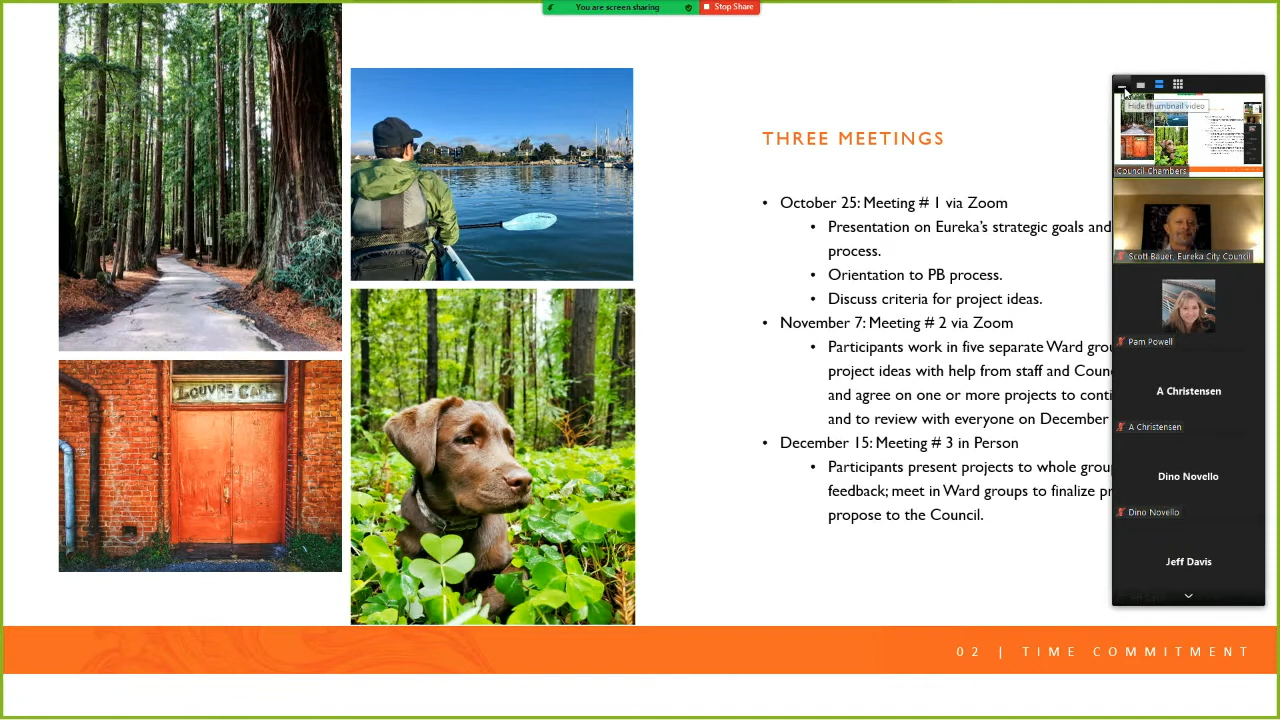 You are screen sharing
Stop Share
LOUVRE CAFE
THREE MEETINGS
• October 25: Meeting # 1 via Zoom
• Presentation on Eureka's strategic goals and
process.
• Orientation to PB process.
• Discuss criteria for project ideas.
• November 7: Meeting # 2 via Zoom
• Participants work in five separate Ward grou
project ideas with help from staff and Counc
and agree on one or more projects to conti
and to review with everyone on December
• December 15: Meeting # 3 in Person
• Participants present projects to whole grou
feedback; meet in Ward groups to finalize pr
propose to the Council.
Hide thumbnail video
Council Chambers
Scott Bauer, Eureka City Council
Pam Powell
A Christensen
A Christensen
Dino Novello
Dino Novello
Jeff Davis
02 | TIME COMMITMENT